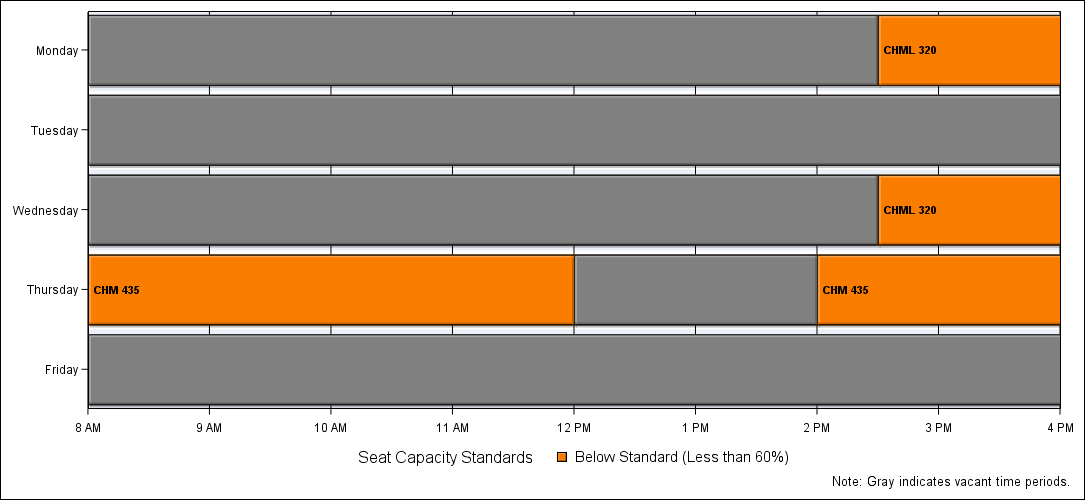 Monday
CHML 320
Tuesday
Wednesday
CHML 320
Thursday
CHM 435
CHM 435
Friday
8 AM 9 AM 10 AM 11 AM 12 PM 1 PM 2 PM 3 PM 4 PM
Seat Capacity Standards Below Standard (Less than 60%)
Note: Gray indicates vacant time periods.